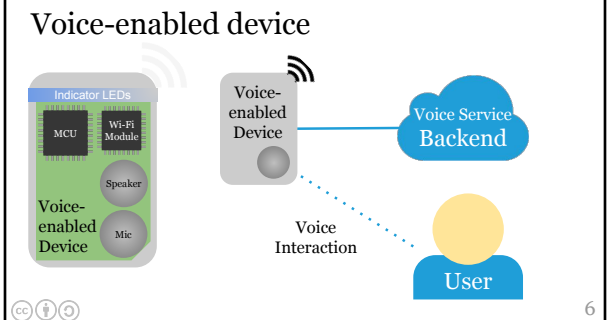 Voice-enabled device
Indicator LEDs
MCU
Wi-Fi
Module
Speaker
Mic
Voice-
enabled
Device
Voice-
enabled
Device
Voice Service
Backend
Voice
Interaction
User
cc
6